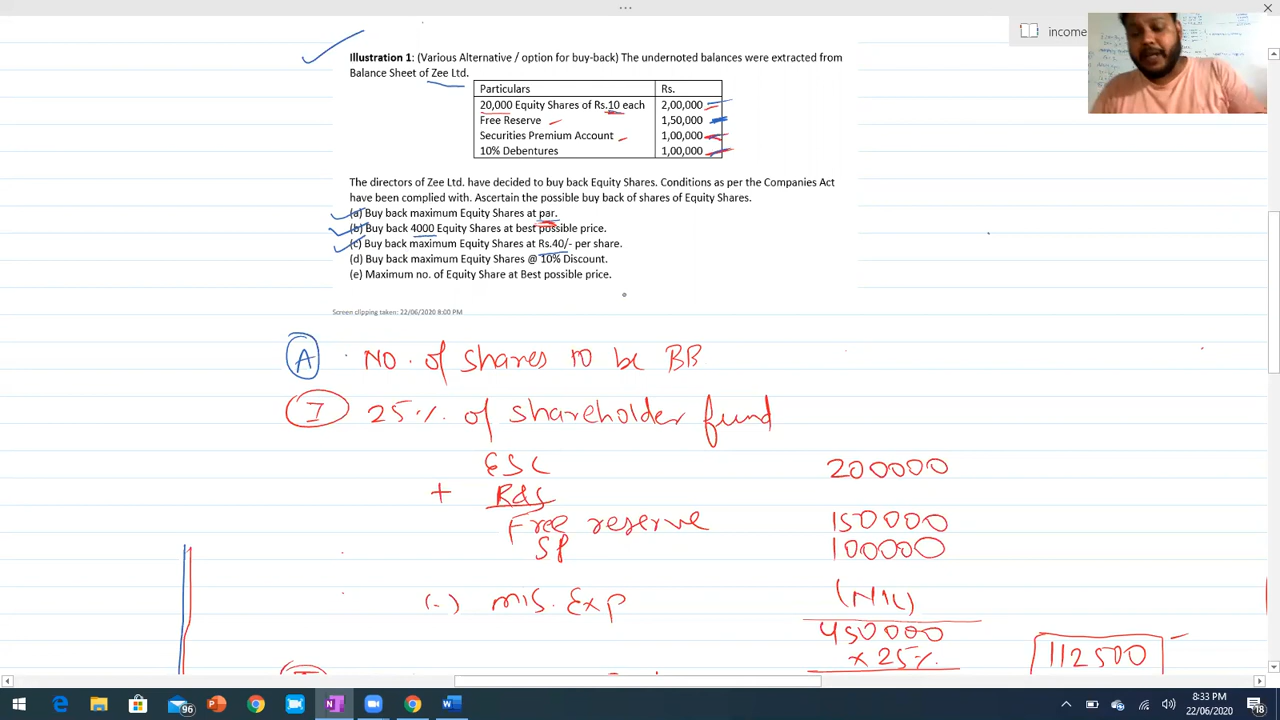 income
Illustration 1: (Various Alternative / option for buy-back) The undernoted balances were extracted from
Balance Sheet of Zee Ltd.
Particulars Rs.
20,000 Equity Shares of Rs.10 each 2,00,000
Free Reserve 1,50,000
Securities Premium Account 1,00,000
10% Debentures 1,00,000
The directors of Zee Ltd. have decided to buy back Equity Shares. Conditions as per the Companies Act
have been complied with. Ascertain the possible buy back of shares of Equity Shares.
(a) Buy back maximum Equity Shares at par.
(b) Buy back 4000 Equity Shares at best possible price.
(c) Buy back maximum Equity Shares at Rs.40/- per share.
(d) Buy back maximum Equity Shares @ 10% Discount.
(e) Maximum no. of Equity Share at Best possible price.
Screen clipping taken: 22/06/2020 8:00 PM
A No. of shares to be BB
I 25% of shareholder fund
ESC 200000
+ R&S
Free reserve 150000
SP 100000
(-) mis. Exp (NIL)
450000
x 25% 112500
96
8:33 PM
22/06/2020
18